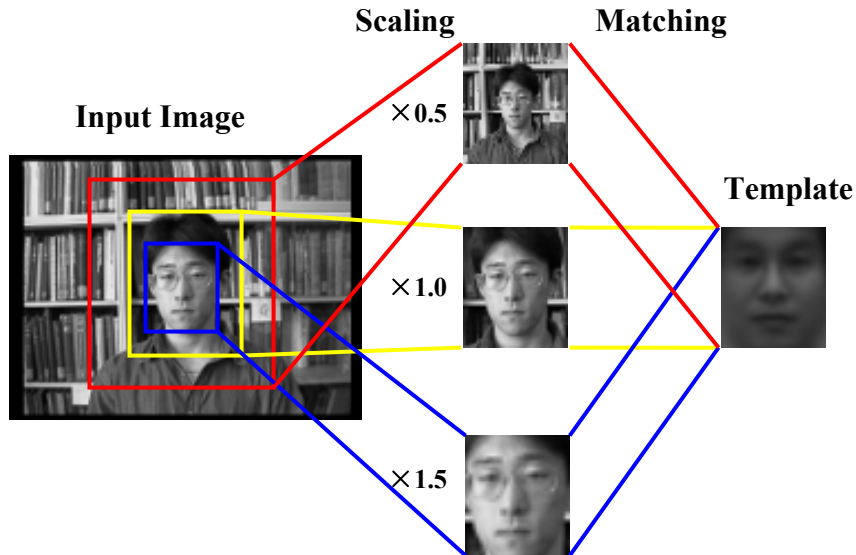 Scaling
Matching
Input Image
×0.5
Template
×1.0
×1.5